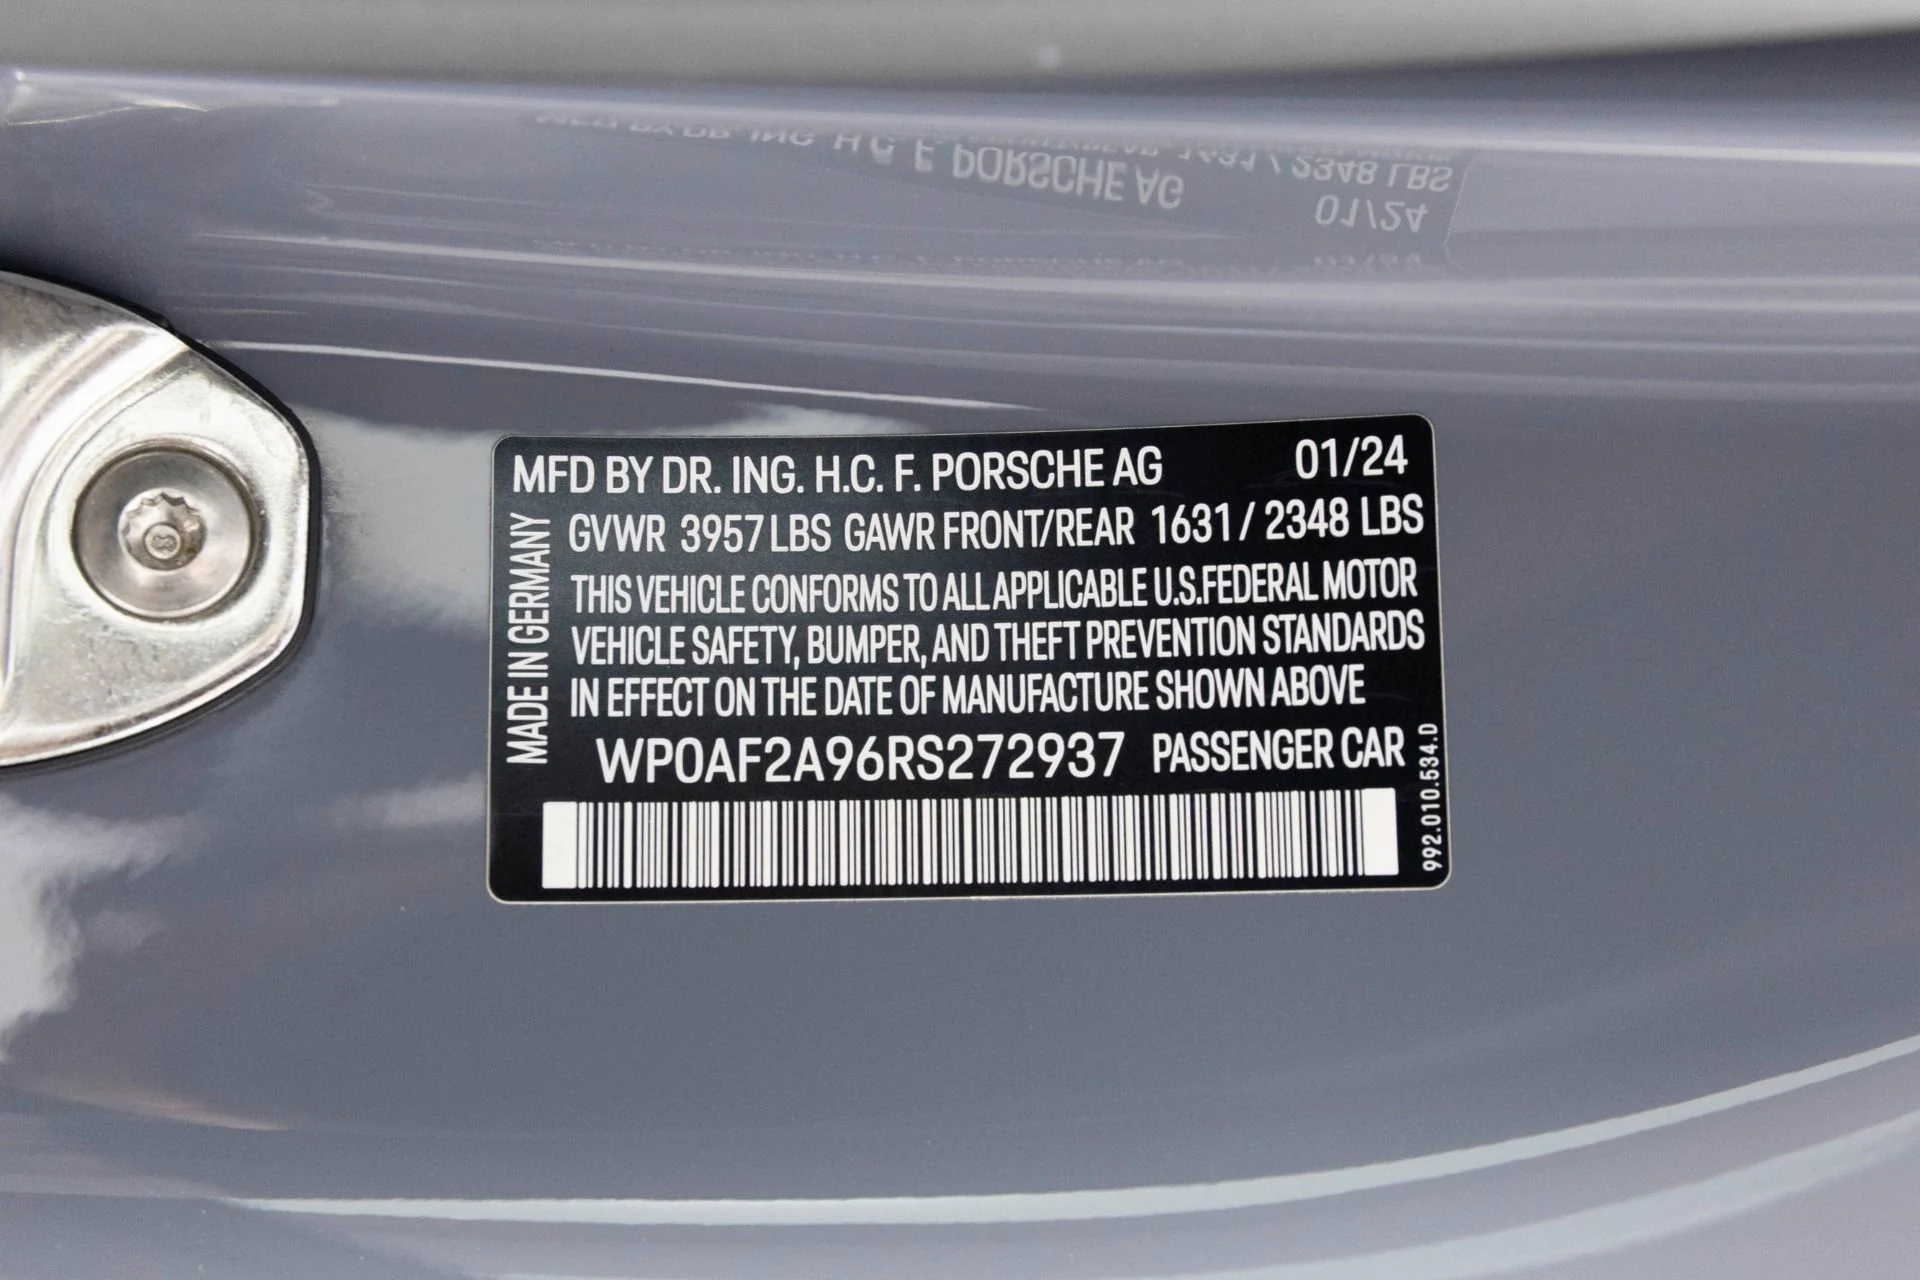 MFD BY DR. ING. H.C. F. PORSCHE AG 01/24
GVWR 3957 LBS GAWR FRONT/REAR 1631 / 2348 LBS
THIS VEHICLE CONFORMS TO ALL APPLICABLE U.S. FEDERAL MOTOR
VEHICLE SAFETY, BUMPER, AND THEFT PREVENTION STANDARDS
IN EFFECT ON THE DATE OF MANUFACTURE SHOWN ABOVE
WP0AF2A96RS272937 PASSENGER CAR
MADE IN GERMANY
992.010.534.D